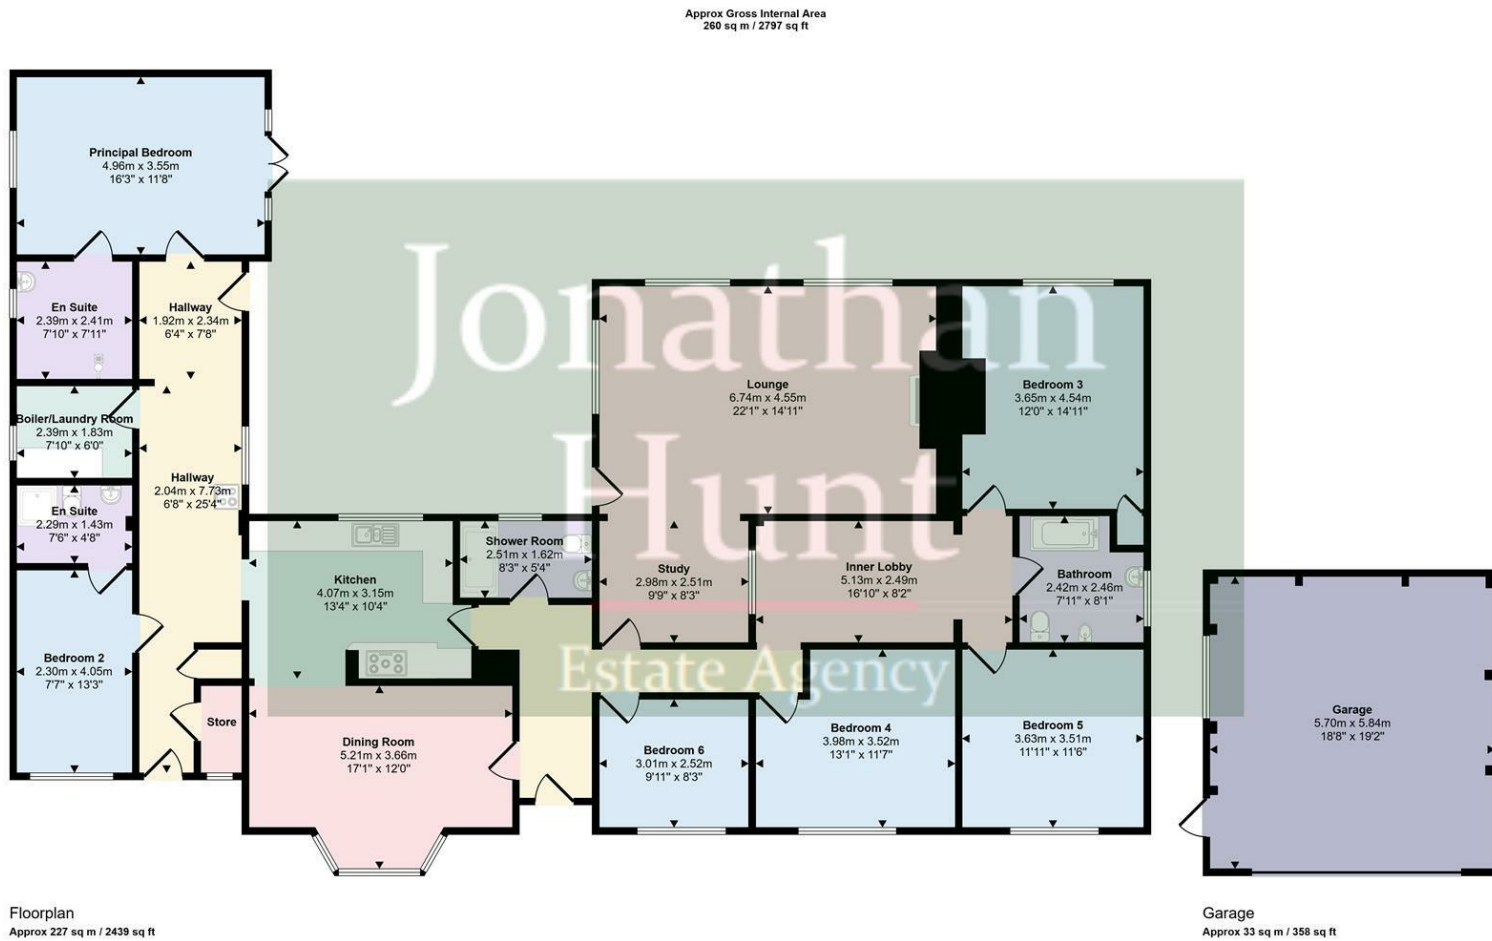 Approx Gross Internal Area
260 sq m / 2797 sq ft
Principal Bedroom
4.96m x 3.55m
16'3" x 11'8"
En Suite
2.39m x 2.41m
7'10" x 7'11"
Hallway
1.92m x 2.34m
6'4" x 7'8"
Boiler/Laundry Room
2.39m x 1.83m
7'10" x 6'0"
Hallway
2.04m x 7.73m
6'8" x 25'4"
En Suite
2.29m x 1.43m
7'6" x 4'8"
Bedroom 2
2.30m x 4.05m
7'7" x 13'3"
Store
Kitchen
4.07m x 3.15m
13'4" x 10'4"
Dining Room
5.21m x 3.66m
17'1" x 12'0"
Shower Room
2.51m x 1.62m
8'3" x 5'4"
Jonathan
Hunt
Estate Agency
Lounge
6.74m x 4.55m
22'1" x 14'11"
Study
2.98m x 2.51m
9'9" x 8'3"
Inner Lobby
5.13m x 2.49m
16'10" x 8'2"
Bedroom 3
3.65m x 4.54m
12'0" x 14'11"
Bathroom
2.42m x 2.46m
7'11" x 8'1"
Bedroom 6
3.01m x 2.52m
9'11" x 8'3"
Bedroom 4
3.98m x 3.52m
13'1" x 11'7"
Bedroom 5
3.63m x 3.51m
11'11" x 11'6"
Garage
5.70m x 5.84m
18'8" x 19'2"
Floorplan
Approx 227 sq m / 2439 sq ft
Garage
Approx 33 sq m / 358 sq ft